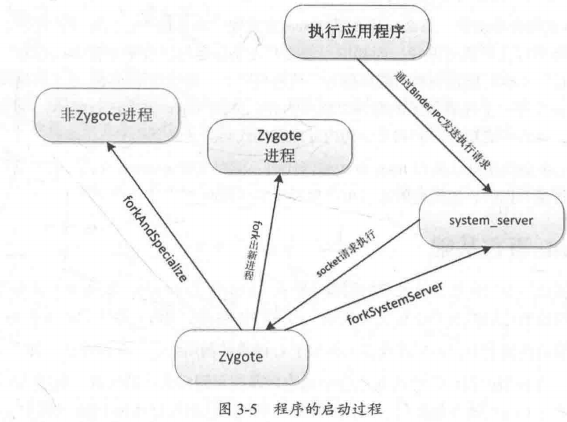 执行应用程序
通过Binder IPC发送执行请求
非Zygote进程
Zygote
进程
system_server
forkAndSpecialize
fork出新进程
socket请求执行
forkSystemServer
Zygote
图 3-5 程序的启动过程